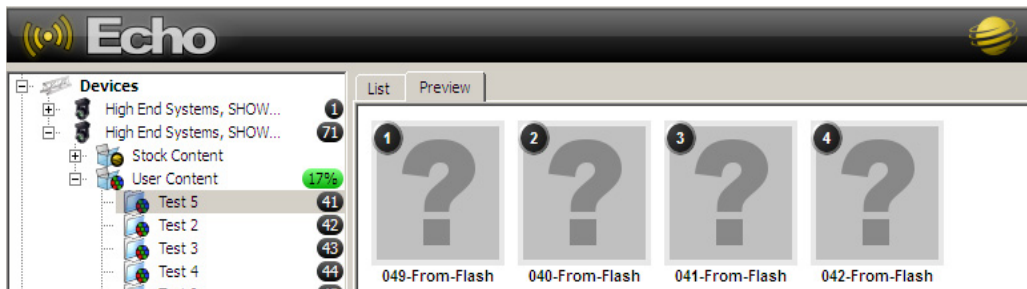 Echo
Devices
High End Systems, SHOW... 1
High End Systems, SHOW... 71
Stock Content
User Content 17%
Test 5 41
Test 2 42
Test 3 43
Test 4 44
List Preview
1 2 3 4
? ? ? ?
049-From-Flash 040-From-Flash 041-From-Flash 042-From-Flash